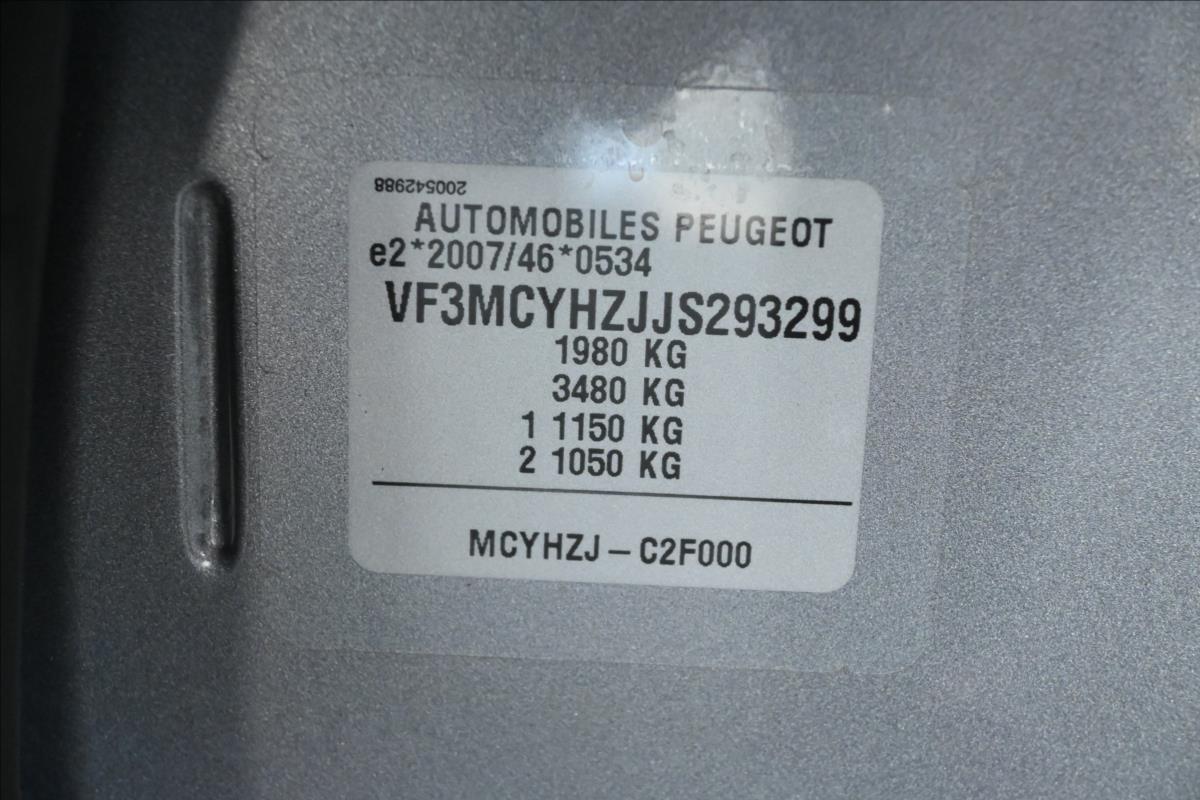 200542988
AUTOMOBILES PEUGEOT
e2*2007/46*0534
VF3MCYHZJJS293299
1980 KG
3480 KG
1 1150 KG
2 1050 KG
MCYHZJ – C2F000